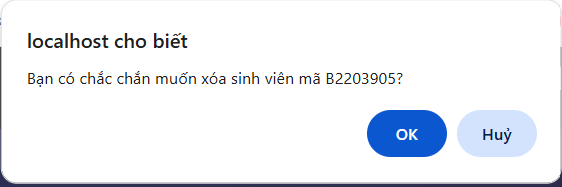 localhost cho biết
Bạn có chắc chắn muốn xóa sinh viên mã B2203905?
OK
Huỷ